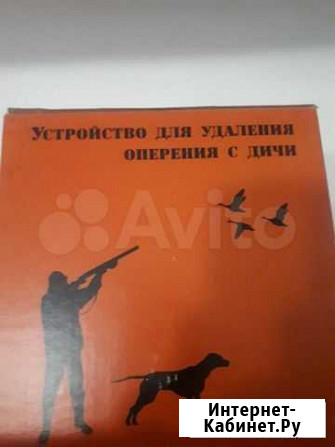 УСТРОЙСТВО ДЛЯ УДАЛЕНИЯ
ОПЕРЕНИЯ С ДИЧИ
Avito
Интернет-
Кабинет.Ру